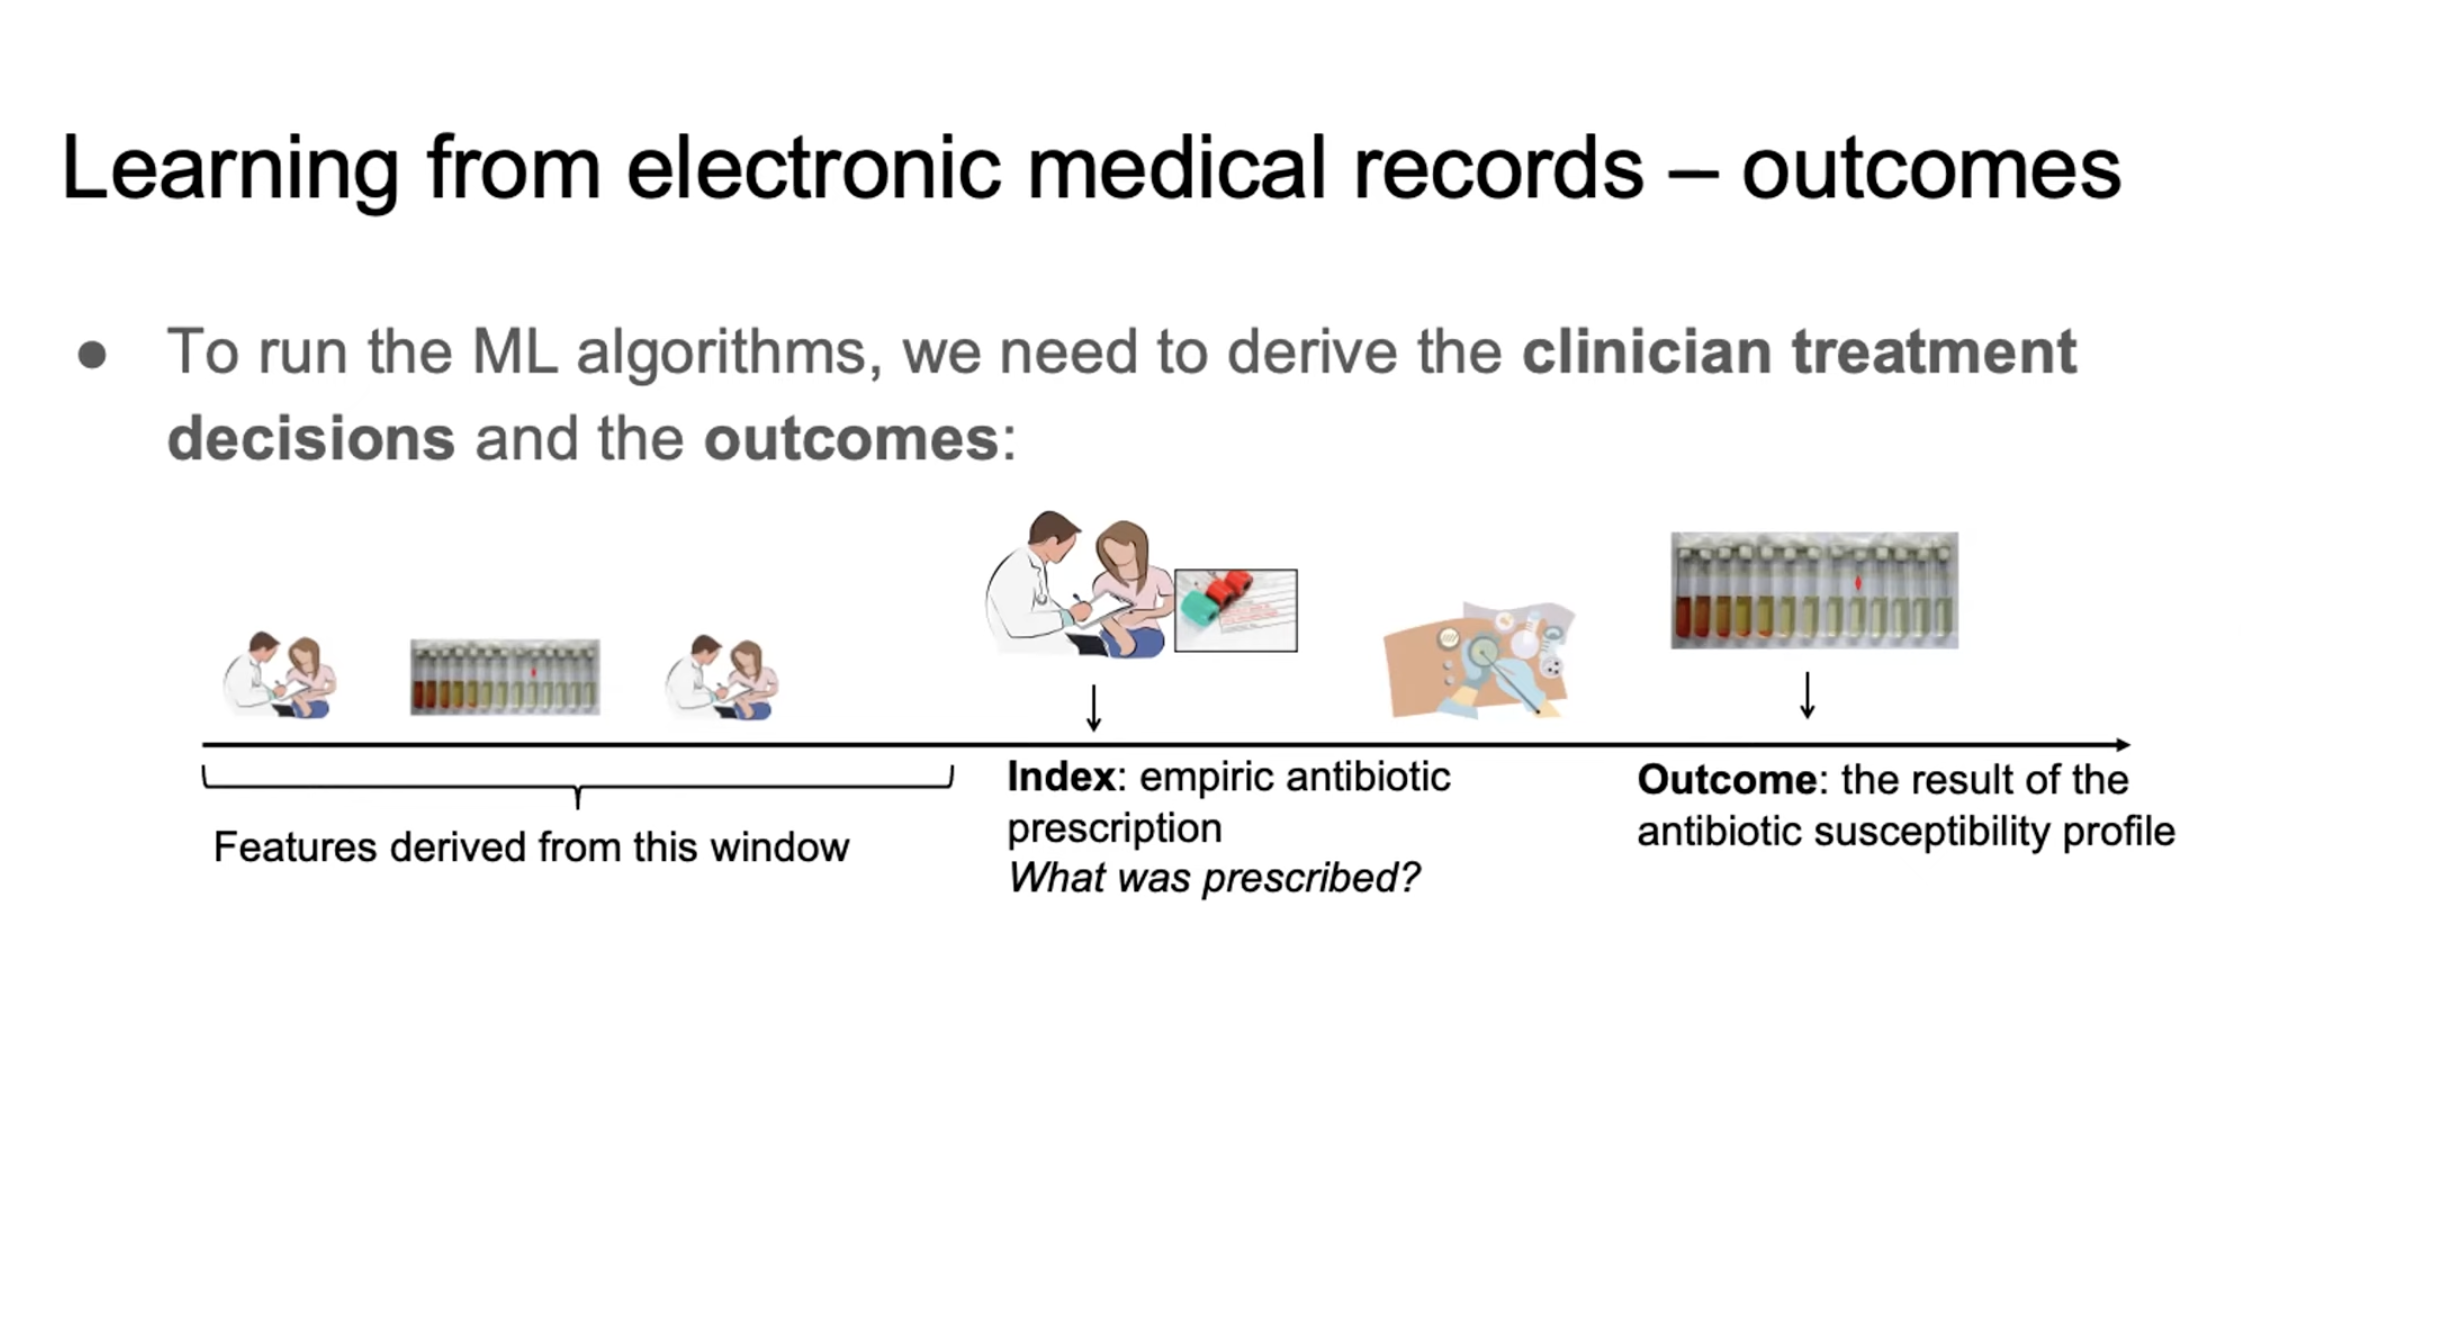 Learning from electronic medical records – outcomes
● To run the ML algorithms, we need to derive the clinician treatment
decisions and the outcomes:
Features derived from this window
Index: empiric antibiotic
prescription
What was prescribed?
Outcome: the result of the
antibiotic susceptibility profile